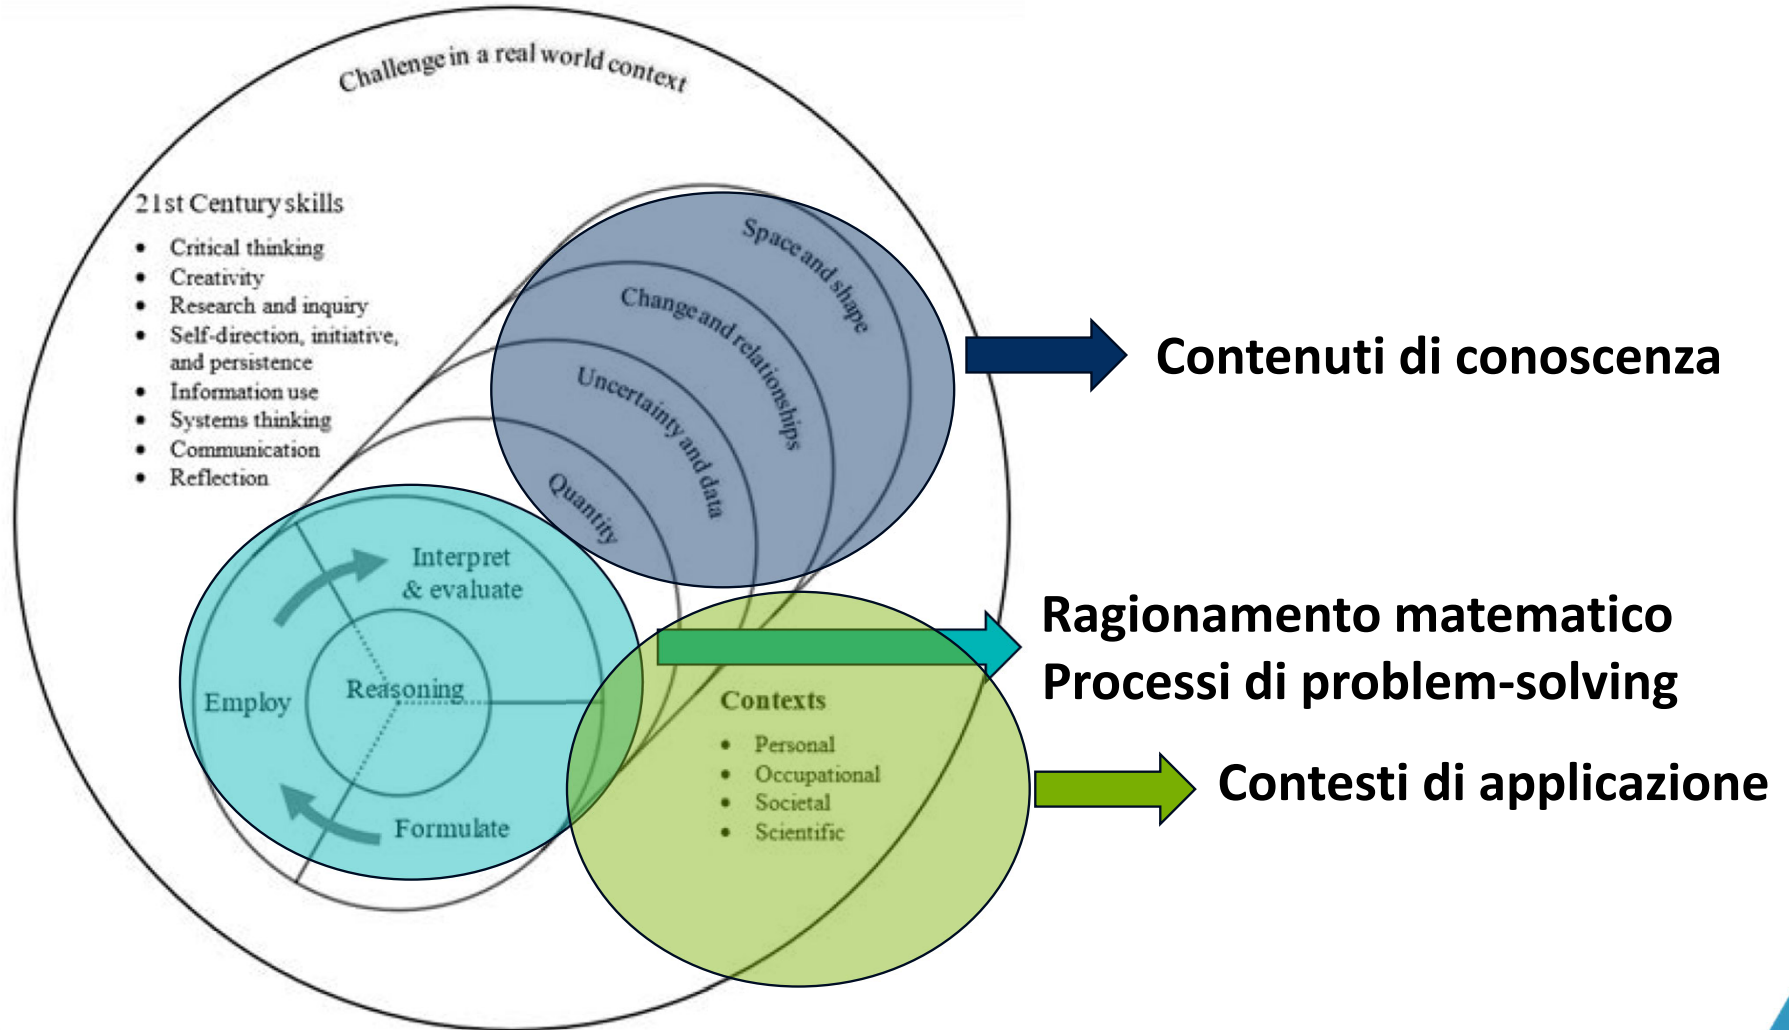 Challenge in a real world context
21st Century skills
• Critical thinking
• Creativity
• Research and inquiry
• Self-direction, initiative,
and persistence
• Information use
• Systems thinking
• Communication
• Reflection
Space and shape
Change and relationships
Uncertainty and data
Quantity
Interpret
& evaluate
Employ
Reasoning
Formulate
Contexts
• Personal
• Occupational
• Societal
• Scientific
Contenuti di conoscenza
Ragionamento matematico
Processi di problem-solving
Contesti di applicazione